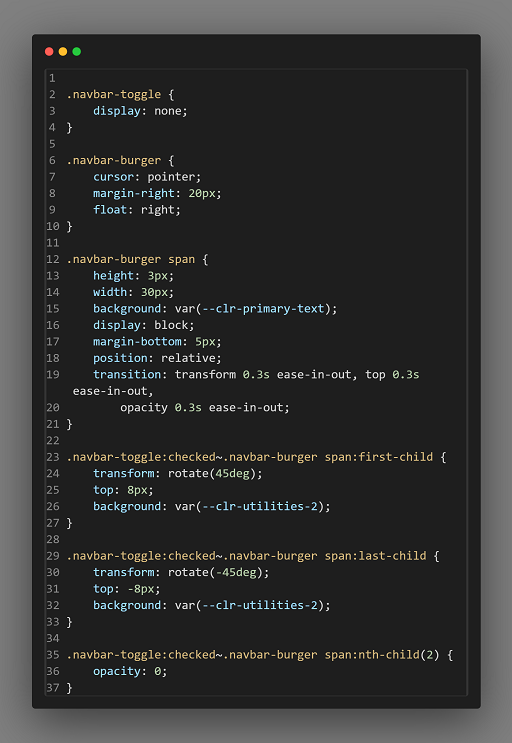 1
2 .navbar-toggle {
3     display: none;
4 }
5
6 .navbar-burger {
7     cursor: pointer;
8     margin-right: 20px;
9     float: right;
10 }
11
12 .navbar-burger span {
13     height: 3px;
14     width: 30px;
15     background: var(--clr-primary-text);
16     display: block;
17     margin-bottom: 5px;
18     position: relative;
19     transition: transform 0.3s ease-in-out, top 0.3s
ease-in-out,
20         opacity 0.3s ease-in-out;
21 }
22
23 .navbar-toggle:checked~.navbar-burger span:first-child {
24     transform: rotate(45deg);
25     top: 8px;
26     background: var(--clr-utilities-2);
27 }
28
29 .navbar-toggle:checked~.navbar-burger span:last-child {
30     transform: rotate(-45deg);
31     top: -8px;
32     background: var(--clr-utilities-2);
33 }
34
35 .navbar-toggle:checked~.navbar-burger span:nth-child(2) {
36     opacity: 0;
37 }